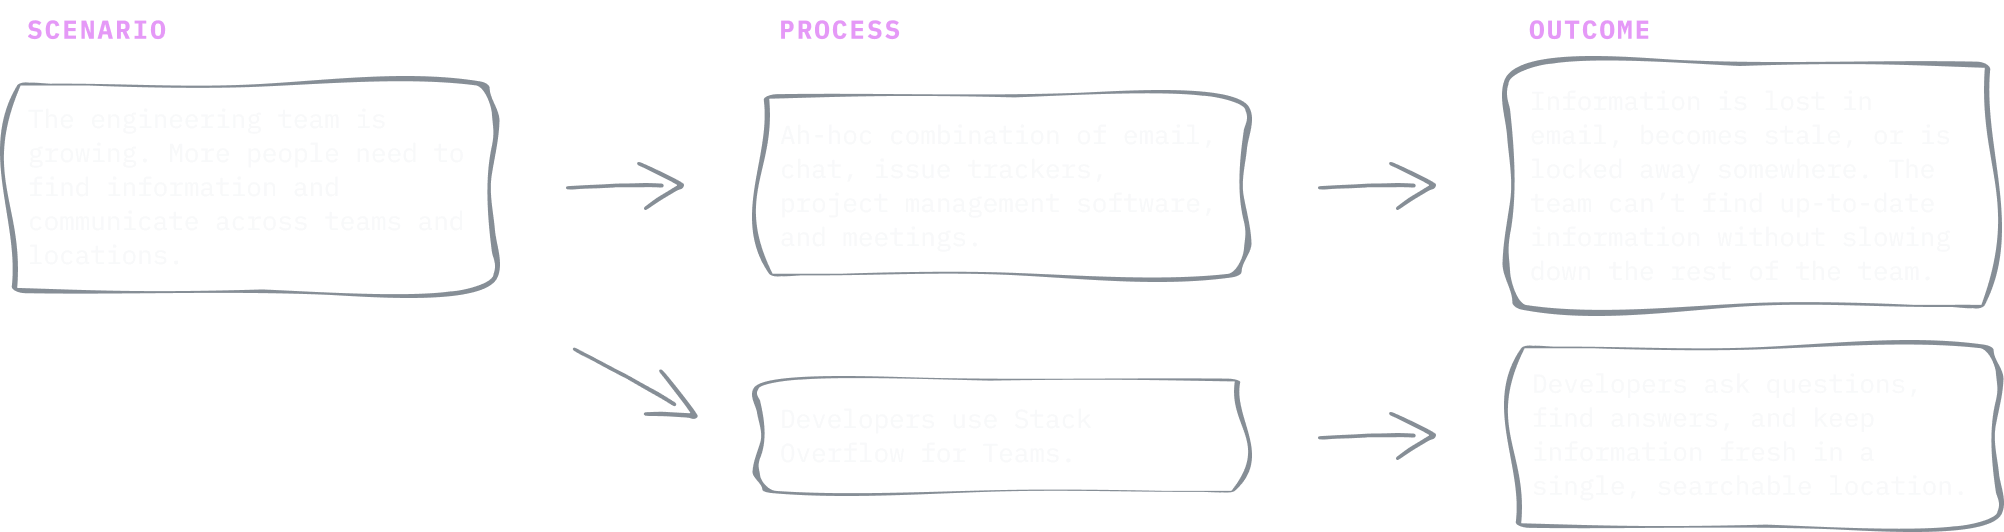 SCENARIO
PROCESS
OUTCOME
The engineering team is
growing. More people need to
find information and
communicate across teams and
locations.
Ah-hoc combination of email,
chat, issue trackers,
project management software,
and meetings.
Information is lost in
email, becomes stale, or is
locked away somewhere. The
team can't find up-to-date
information without slowing
down the rest of the team.
Developers use Stack
Overflow for Teams.
Developers ask questions,
find answers, and keep
information fresh in a
single, searchable location.